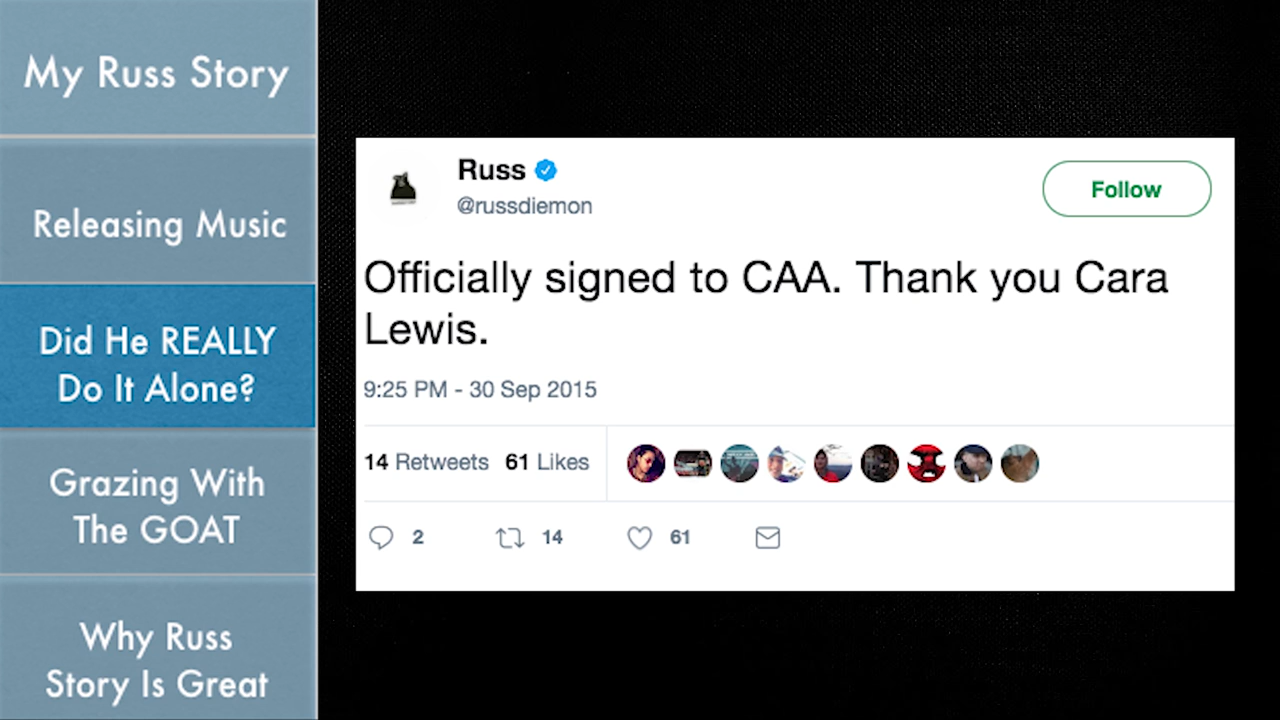 My Russ Story
Releasing Music
Did He REALLY
Do It Alone?
Grazing With
The GOAT
Why Russ
Story Is Great
Russ
@russdiemon
Follow
Officially signed to CAA. Thank you Cara
Lewis.
9:25 PM - 30 Sep 2015
14 Retweets 61 Likes
2 14 61